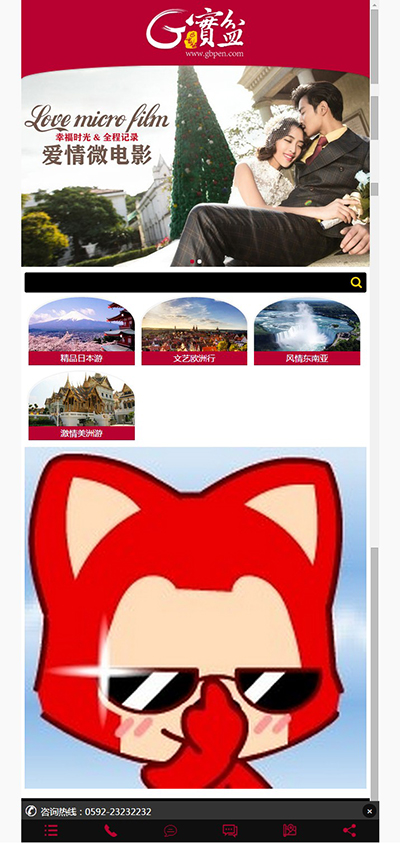 G寶盆
www.gbpen.com
Love micro film
幸福时光 & 全程记录
爱情微电影
精品日本游
文艺欧洲行
风情东南亚
激情美洲游
咨询热线：0592-23232232